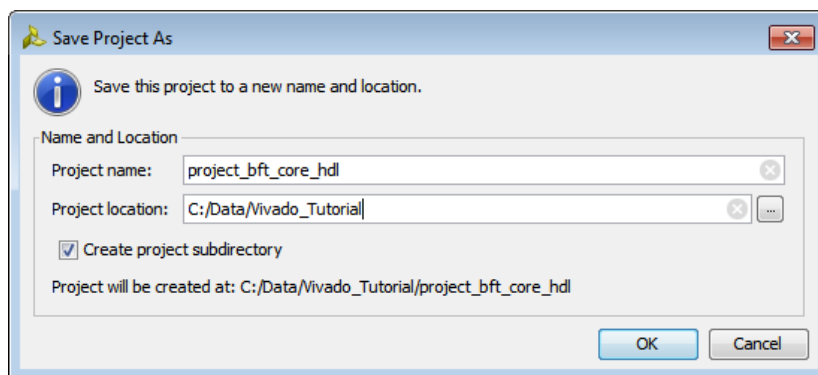 Save Project As
Save this project to a new name and location.
Name and Location
Project name: project_bft_core_hdl
Project location: C:/Data/Vivado_Tutorial ...
Create project subdirectory
Project will be created at: C:/Data/Vivado_Tutorial/project_bft_core_hdl
OK Cancel